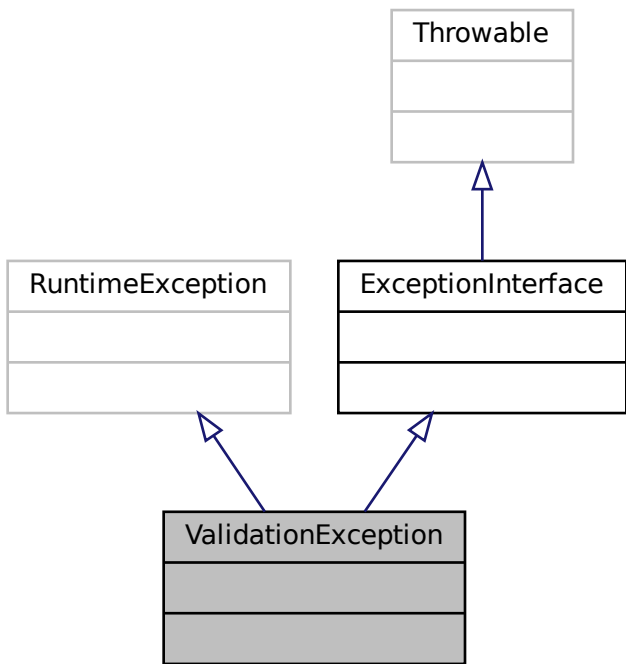 Throwable
RuntimeException
ExceptionInterface
ValidationException